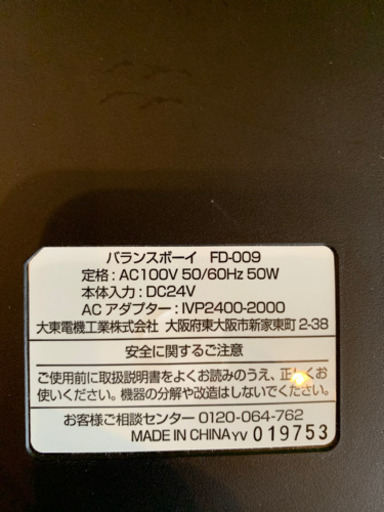 バランスボーイ FD-009
定格：AC100V 50/60Hz 50W
本体入力：DC24V
AC アダプター：IVP2400-2000
大東電機工業株式会社 大阪府東大阪市新家東町 2-38
安全に関するご注意
ご使用前に取扱説明書をよくお読みのうえ、正しくお
使いください。機器の分解や改造はしないでください。
お客様ご相談センター 0120-064-762
MADE IN CHINA YV 019753